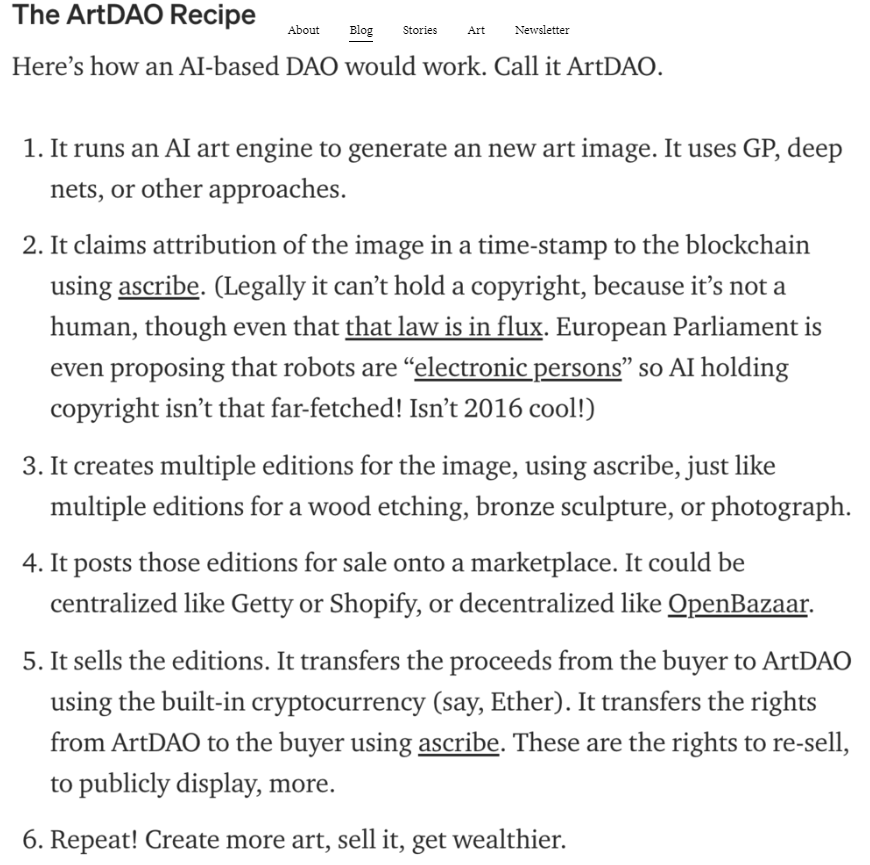 The ArtDAO Recipe
About Blog Stories Art Newsletter
Here’s how an AI-based DAO would work. Call it ArtDAO.
1. It runs an AI art engine to generate an new art image. It uses GP, deep
nets, or other approaches.
2. It claims attribution of the image in a time-stamp to the blockchain
using ascribe. (Legally it can’t hold a copyright, because it’s not a
human, though even that that law is in flux. European Parliament is
even proposing that robots are “electronic persons” so AI holding
copyright isn’t that far-fetched! Isn’t 2016 cool!)
3. It creates multiple editions for the image, using ascribe, just like
multiple editions for a wood etching, bronze sculpture, or photograph.
4. It posts those editions for sale onto a marketplace. It could be
centralized like Getty or Shopify, or decentralized like OpenBazaar.
5. It sells the editions. It transfers the proceeds from the buyer to ArtDAO
using the built-in cryptocurrency (say, Ether). It transfers the rights
from ArtDAO to the buyer using ascribe. These are the rights to re-sell,
to publicly display, more.
6. Repeat! Create more art, sell it, get wealthier.